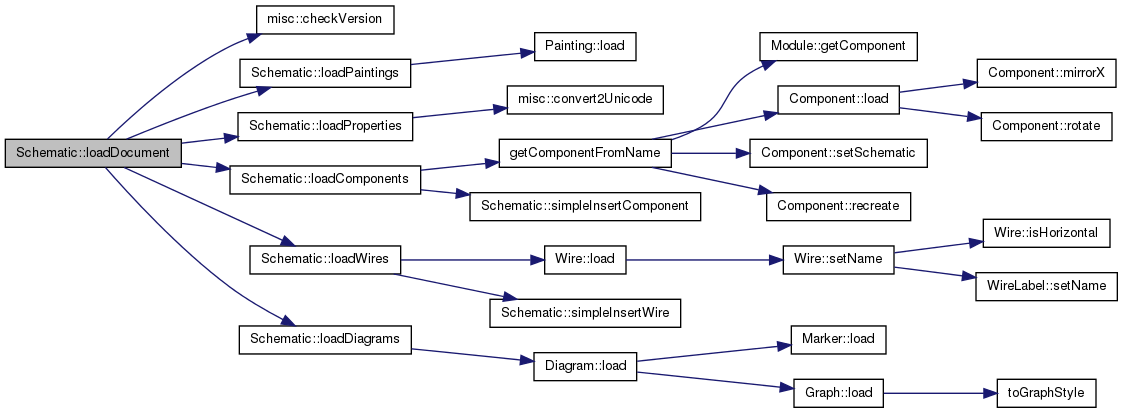 Schematic::loadDocument
misc::checkVersion
Schematic::loadPaintings
Painting::load
Schematic::loadProperties
misc::convert2Unicode
Schematic::loadComponents
getComponentFromName
Module::getComponent
Component::load
Component::mirrorX
Component::rotate
Component::setSchematic
Component::recreate
Schematic::simpleInsertComponent
Schematic::loadWires
Wire::load
Wire::setName
Wire::isHorizontal
WireLabel::setName
Schematic::simpleInsertWire
Schematic::loadDiagrams
Diagram::load
Marker::load
Graph::load
toGraphStyle